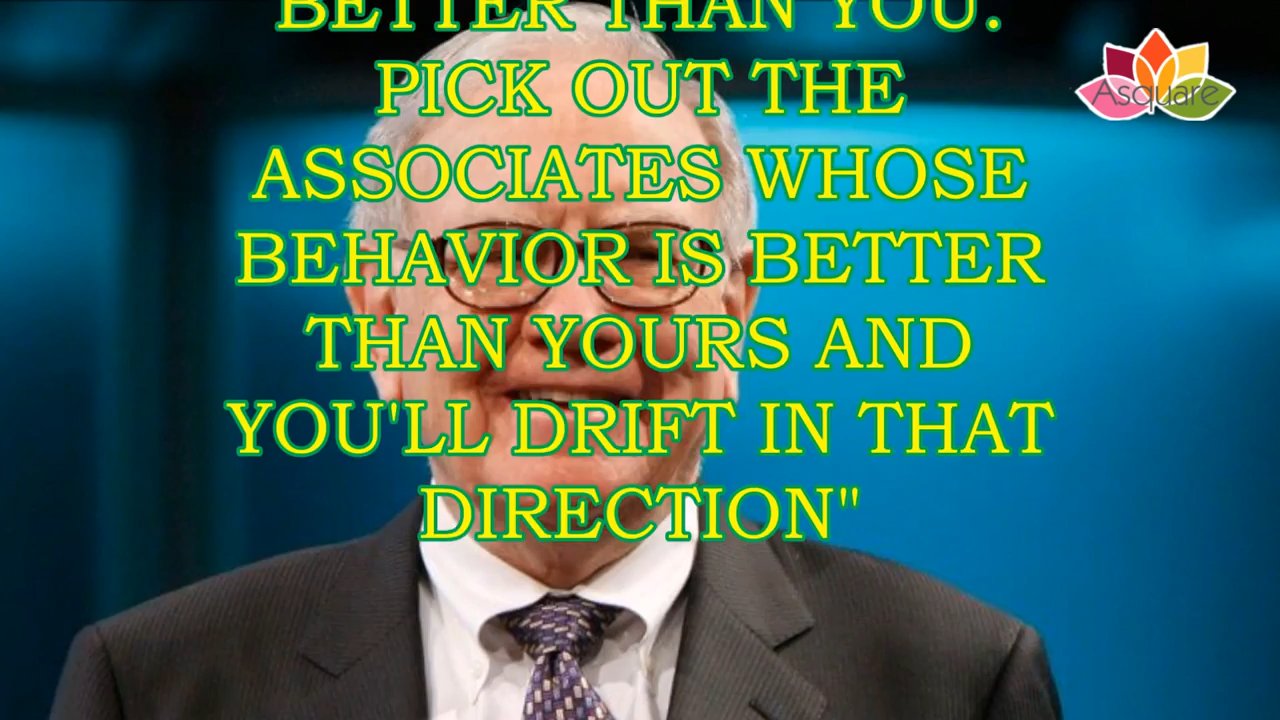 BETTER THAN YOU.
PICK OUT THE
ASSOCIATES WHOSE
BEHAVIOR IS BETTER
THAN YOURS AND
YOU'LL DRIFT IN THAT
DIRECTION"
Asquare